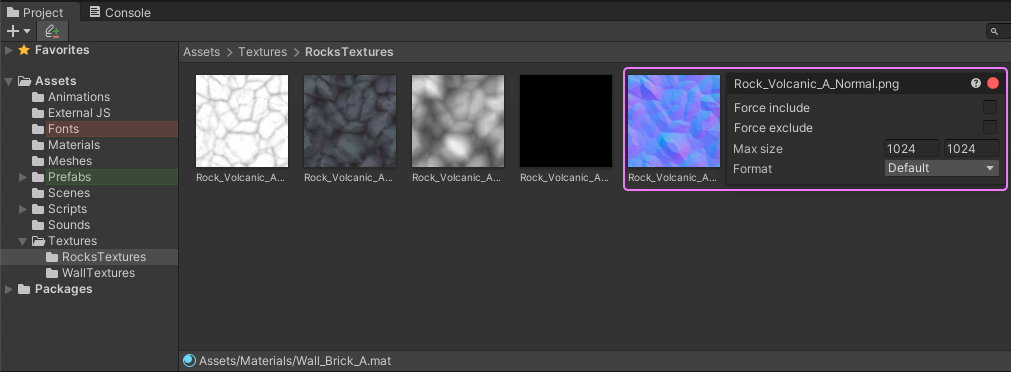 Project
Console
Favorites
Assets
Animations
External JS
Fonts
Materials
Meshes
Prefabs
Scenes
Scripts
Sounds
Textures
RocksTextures
WallTextures
Packages
Assets > Textures > RocksTextures
Rock_Volcanic_A...
Rock_Volcanic_A...
Rock_Volcanic_A...
Rock_Volcanic_A...
Rock_Volcanic_A...
Rock_Volcanic_A_Normal.png
Force include
Force exclude
Max size 1024 1024
Format Default
Assets/Materials/Wall_Brick_A.mat